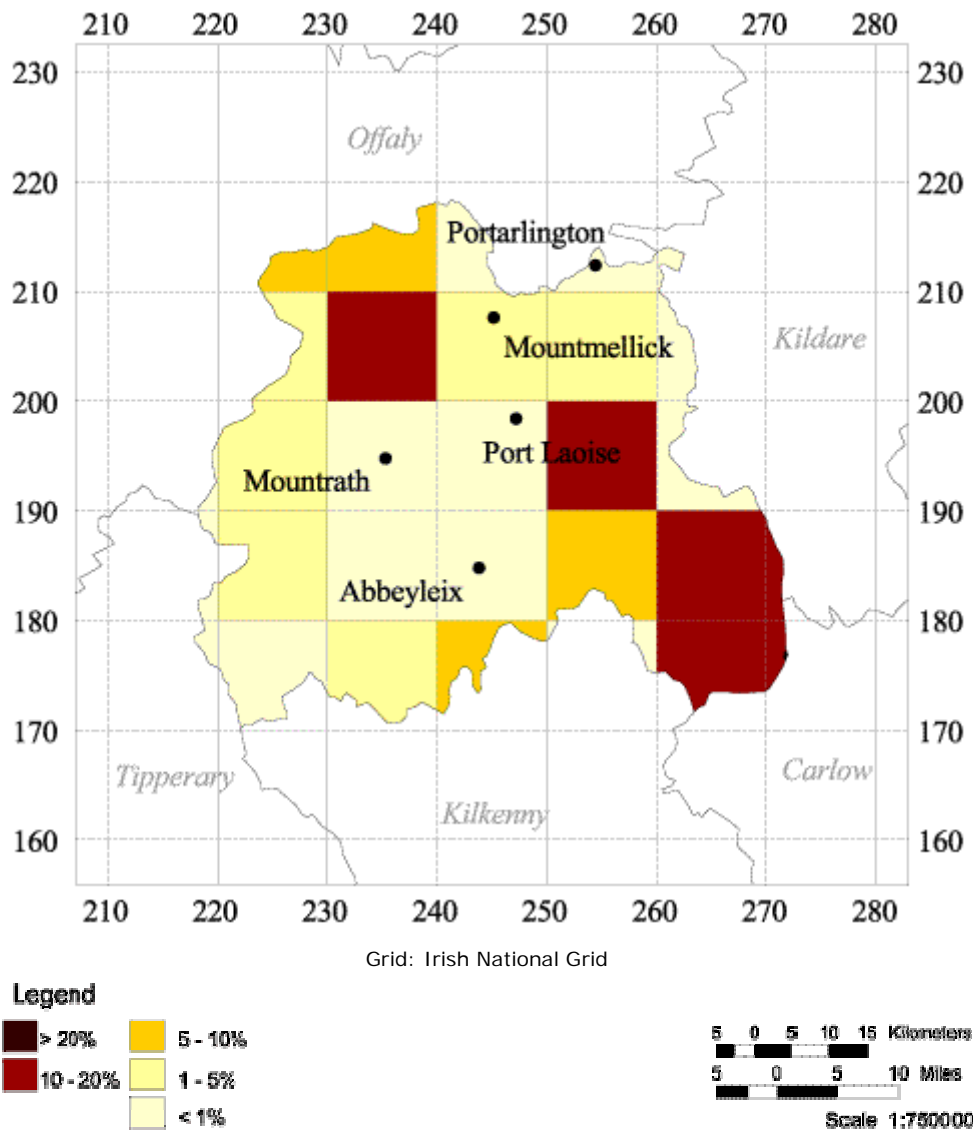 210 220 230 240 250 260 270 280
230 230
Offaly
220 220
Portarlington
210 210
Mountmellick
Kildare
200 200
Port Laoise
Mountrath
190 190
Abbeyleix
180 180
170 170
Tipperary
Carlow
Kilkenny
160 160
210 220 230 240 250 260 270 280
Grid: Irish National Grid
Legend
> 20%
5 - 10%
10 - 20%
1 - 5%
< 1%
5 0 5 10 15 Kilometers
5 0 5 10 Miles
Scale 1:750000